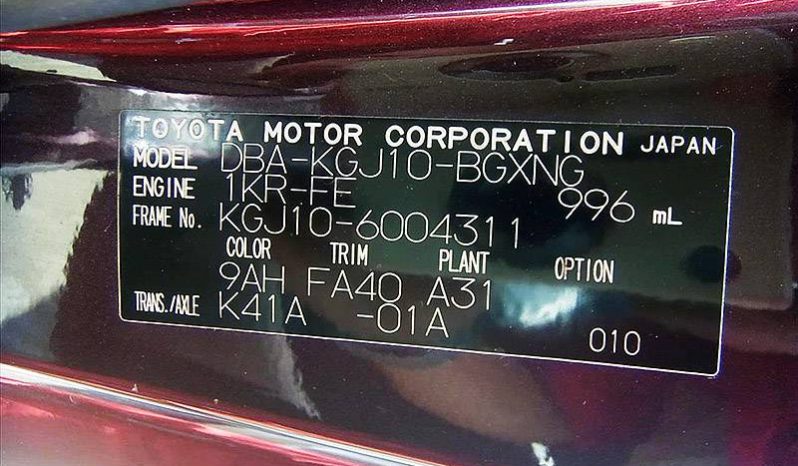 TOYOTA MOTOR CORPORATION JAPAN
MODEL DBA-KGJ10-BGXNG
ENGINE 1KR-FE 996 mL
FRAME No. KGJ10-6004311
COLOR TRIM PLANT OPTION
9AH FA40 A31
TRANS./AXLE K41A -01A 010